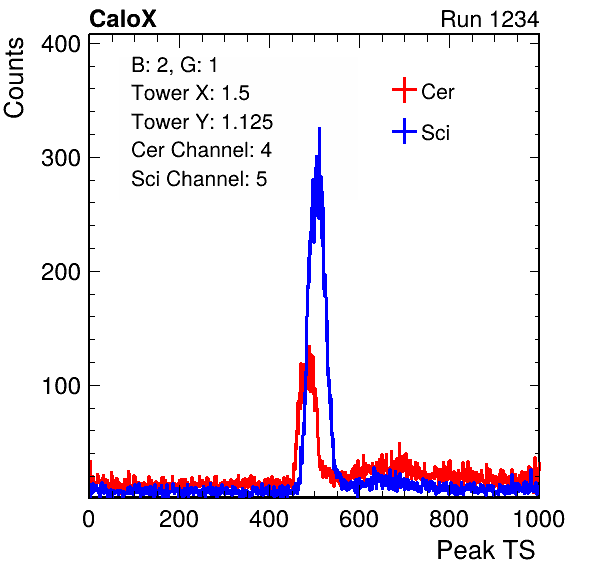 CaloX Run 1234
Counts
400
300
200
100
B: 2, G: 1
Tower X: 1.5
Tower Y: 1.125
Cer Channel: 4
Sci Channel: 5
Cer
Sci
0 200 400 600 800 1000
Peak TS